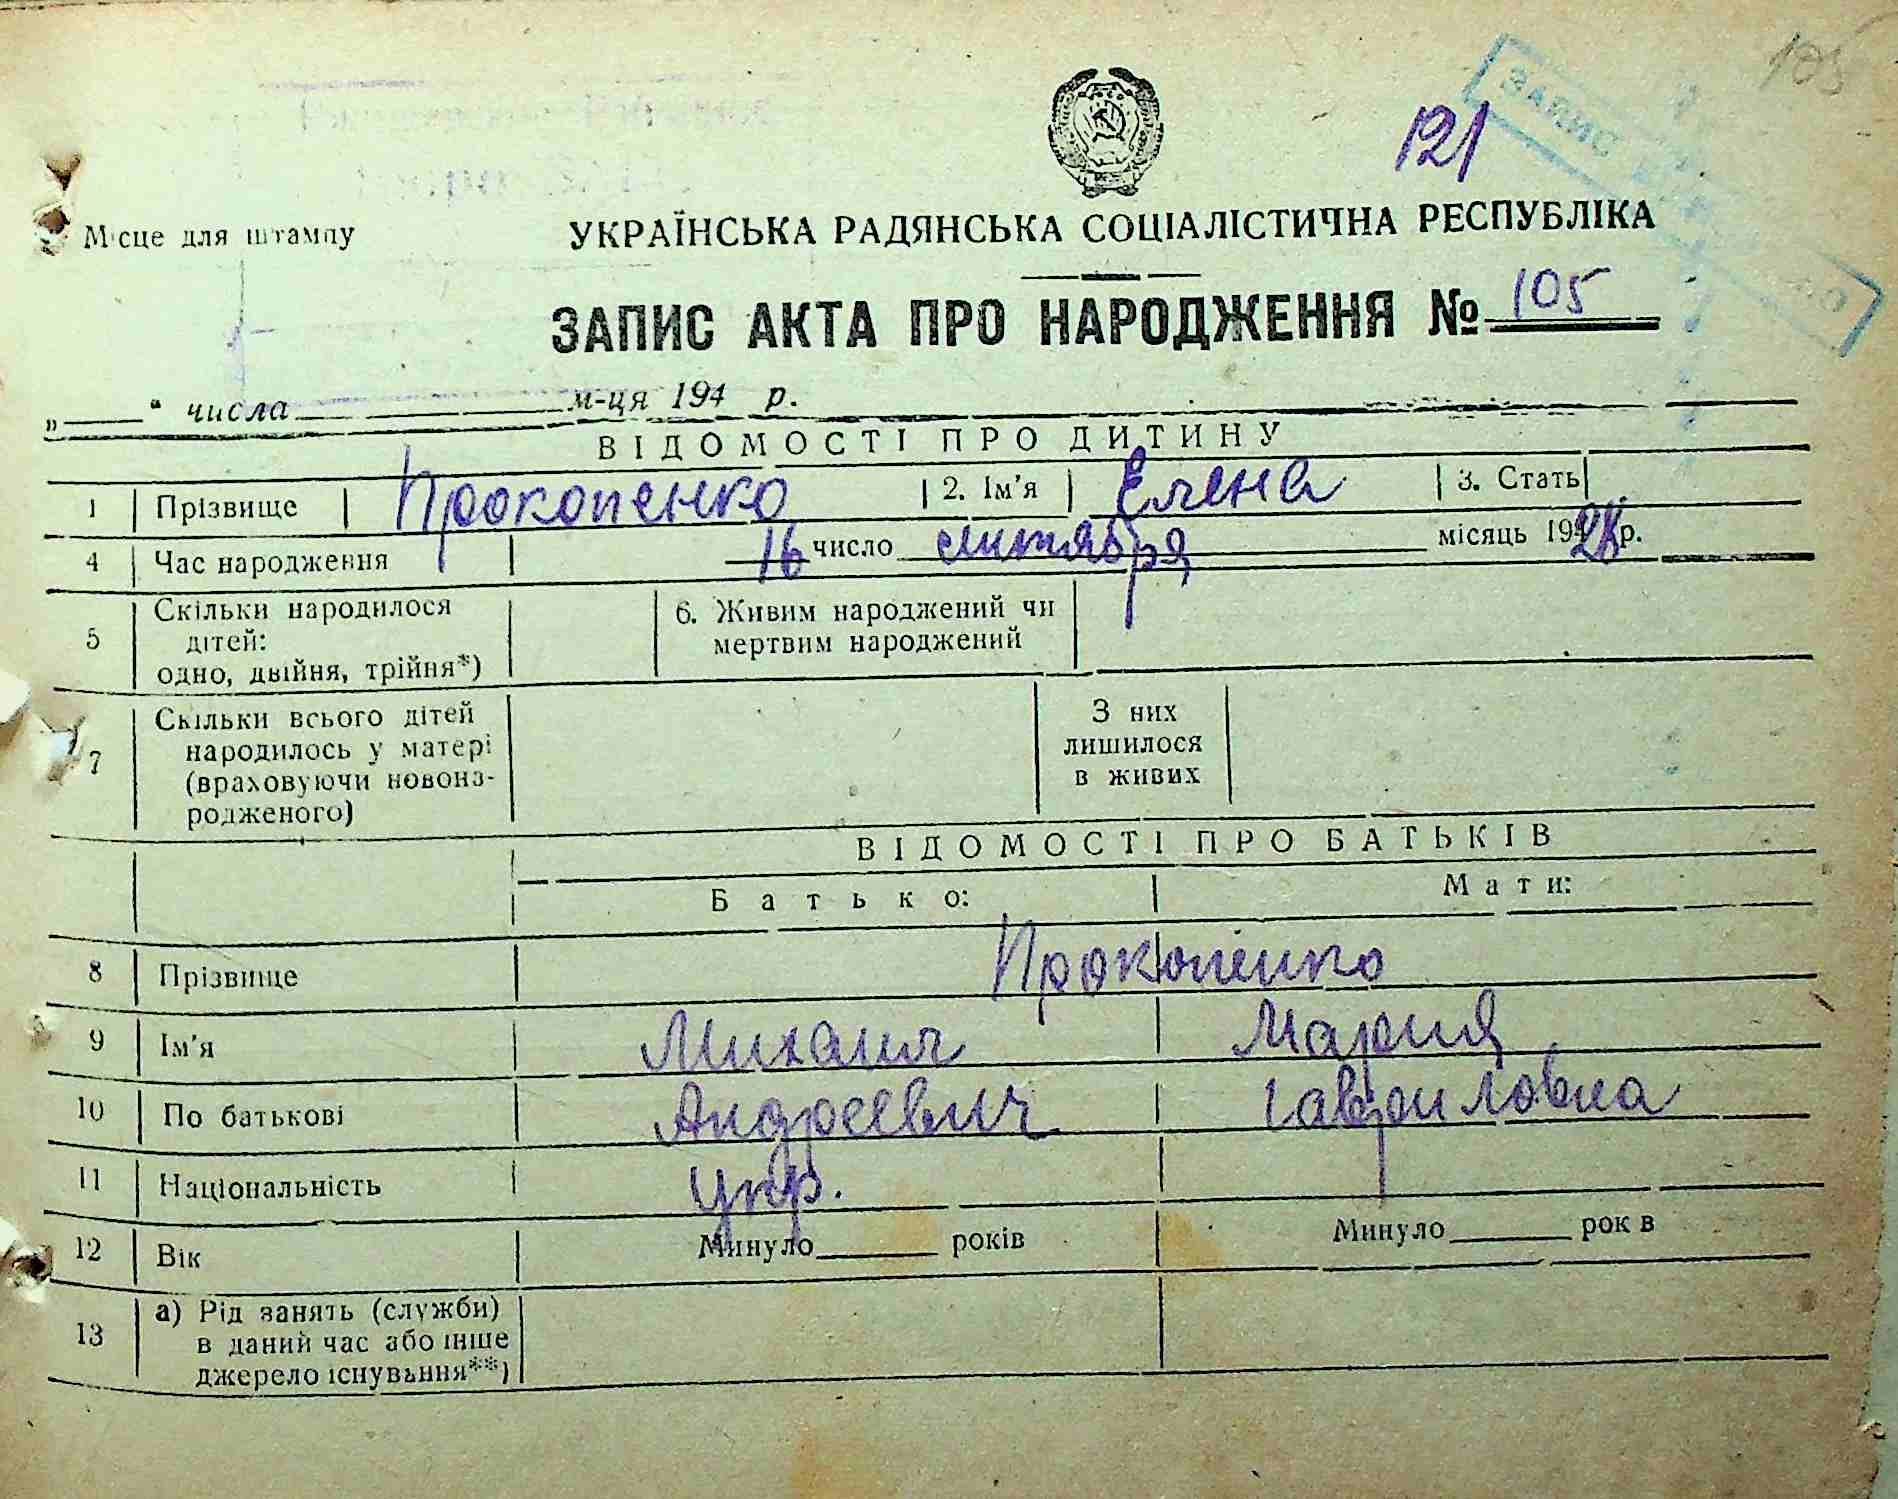 105
ЗАПИС
121
Місце для штампу
УКРАЇНСЬКА РАДЯНСЬКА СОЦІАЛІСТИЧНА РЕСПУБЛІКА
ЗАПИС АКТА ПРО НАРОДЖЕННЯ № 105
„ “ числа м-ця 194 р.
ВІДОМОСТІ ПРО ДИТИНУ
1 Прізвище Прокопенко 2. Ім'я Елена 3. Стать
4 Час народження 16 число сентября місяць 1928 р.
5 Скільки народилося дітей: одно, двійня, трійня*) 6. Живим народжений чи мертвим народжений
7 Скільки всього дітей народилось у матері (враховуючи новонародженого) З них лишилося в живих
ВІДОМОСТІ ПРО БАТЬКІВ
Батько: Мати:
8 Прізвище Прокопенко
9 Ім'я Михаил Мария
10 По батькові Андреевич Гавриловна
11 Національність укр.
12 Вік Минуло років Минуло рок в
13 а) Рід занять (служби) в даний час або інше джерело існування**)